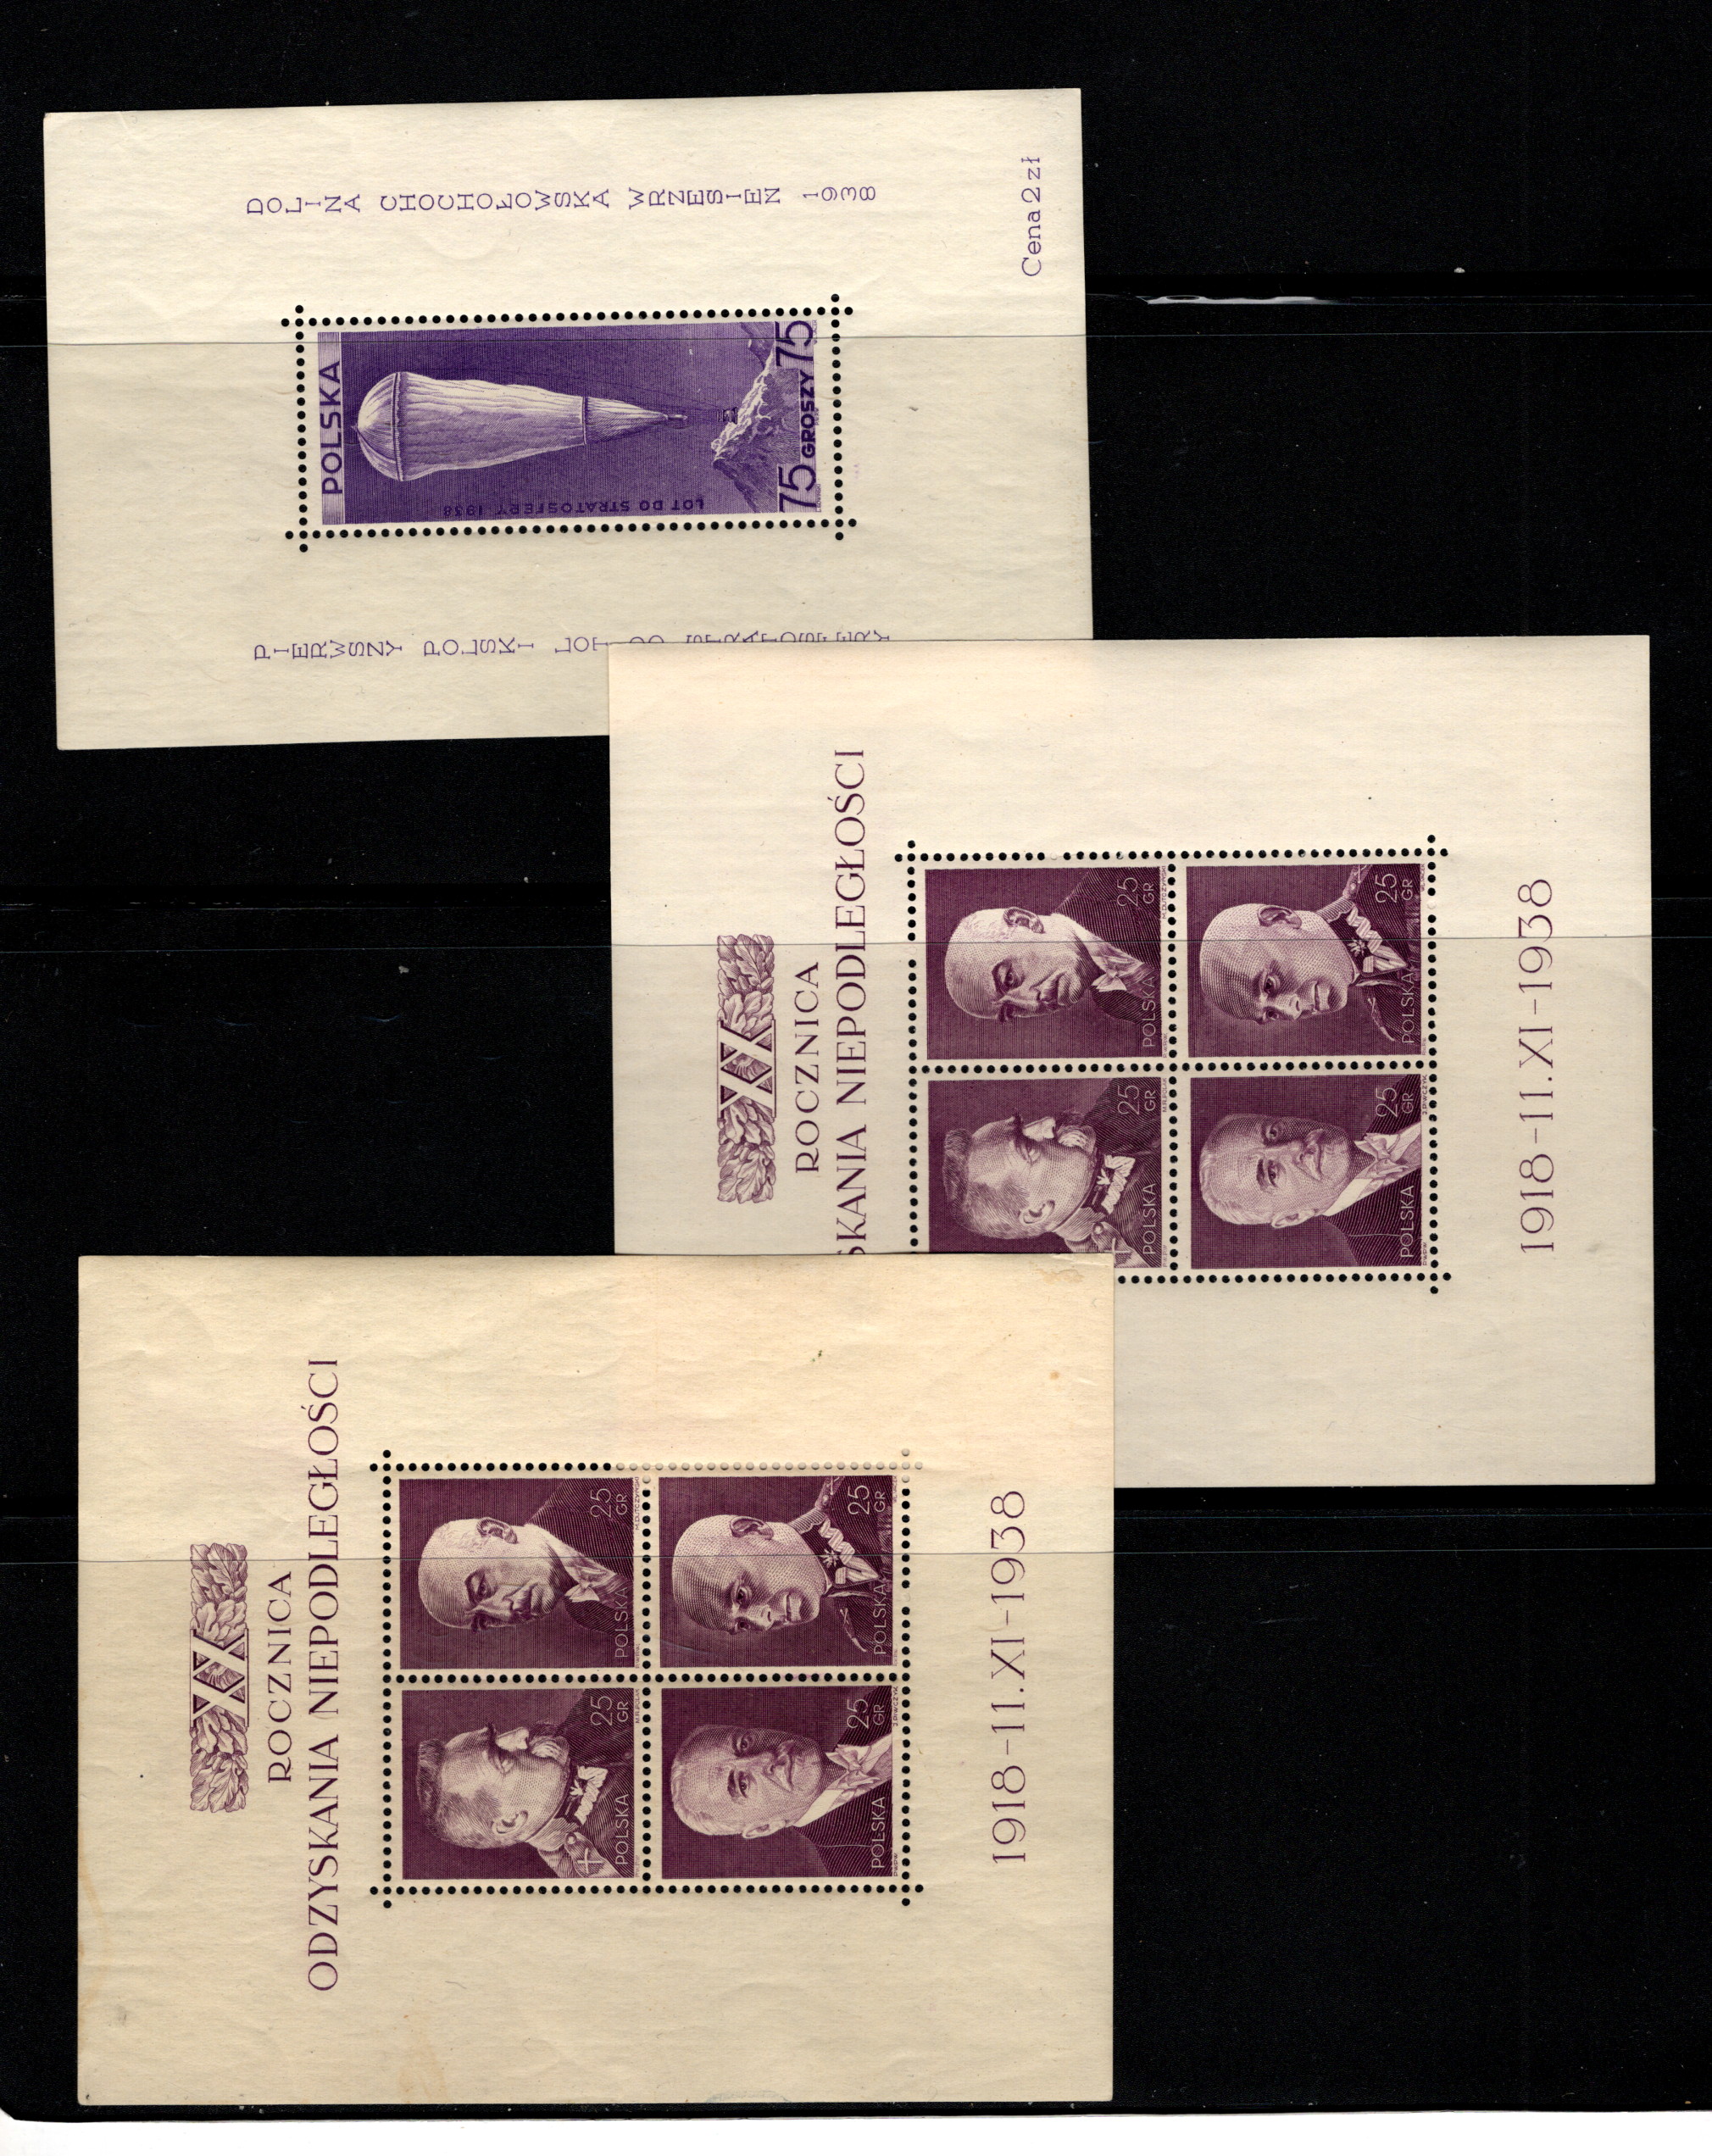 DOLINA CHOCHOŁOWSKA WRZESIEŃ 1938
Cena 2 zł
POLSKA
LOT DO STRATOSFERY 1938
75 GROSZY 75
PIERWSZY POLSKI LOT DO STRATOSFERY
ROCZNICA
SKANIA NIEPODLEGŁOŚCI
POLSKA 25 GR
POLSKA 25 GR
POLSKA 25 GR
POLSKA 25 GR
1918-11.XI-1938
XX
ROCZNICA
ODZYSKANIA NIEPODLEGŁOŚCI
POLSKA 25 GR
POLSKA 25 GR
POLSKA 25 GR
POLSKA 25 GR
1918-11.XI-1938